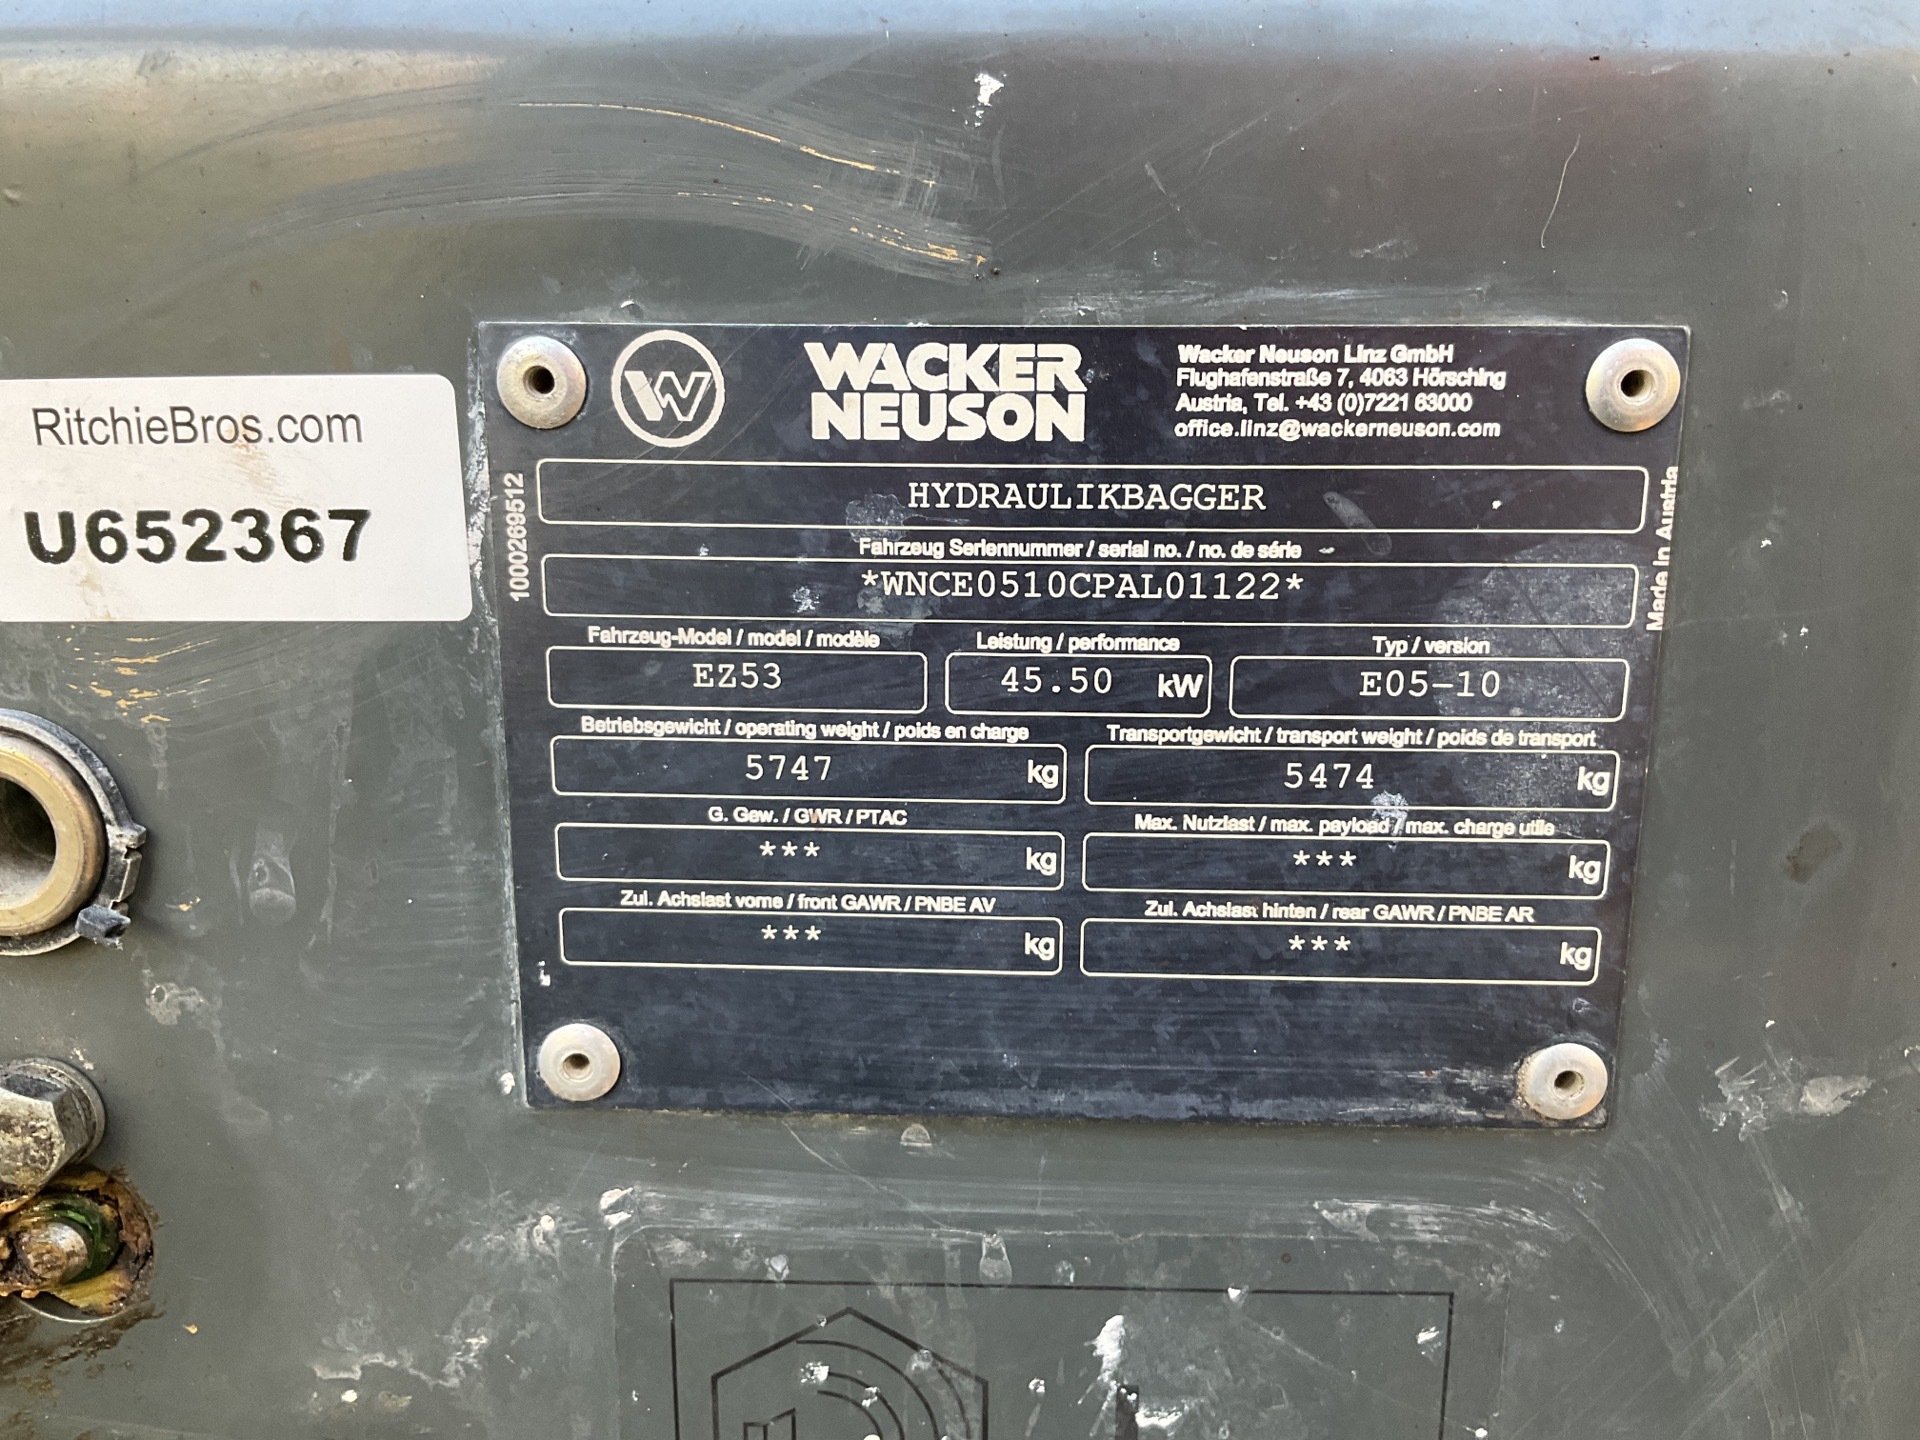 RitchieBros.com
U652367
W
WACKER
NEUSON
Wacker Neuson Linz GmbH
Flughafenstraße 7, 4063 Hörsching
Austria, Tel. +43 (0)7221 63000
office.linz@wackerneuson.com
1000269512
Made in Austria
HYDRAULIKBAGGER
Fahrzeug Seriennummer / serial no. / no. de série
*WNCE0510CPAL01122*
Fahrzeug-Model / model / modèle
EZ53
Leistung / performance
45.50 kW
Typ / version
E05-10
Betriebsgewicht / operating weight / poids en charge
5747 kg
Transportgewicht / transport weight / poids de transport
5474 kg
G. Gew. / GWR / PTAC
*** kg
Max. Nutzlast / max. payload / max. charge utile
*** kg
Zul. Achslast vorne / front GAWR / PNBE AV
*** kg
Zul. Achslast hinten / rear GAWR / PNBE AR
*** kg